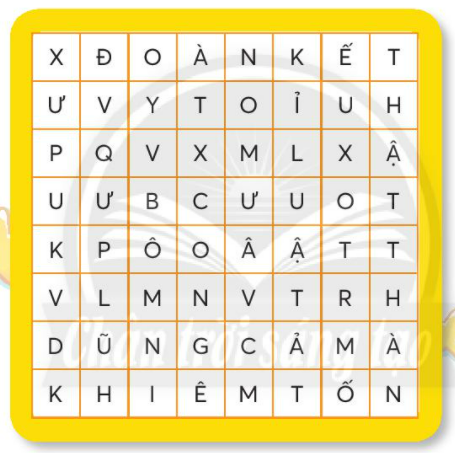 X Đ O À N K Ế T
Ư V Y T O Ỉ U H
P Q V X M L X Ậ
U Ư B C Ư U O T
K P Ô O Â Ậ T T
V L M N V T R H
D Ũ N G C Ả M À
K H I Ê M T Ố N
Chân trời sáng tạo